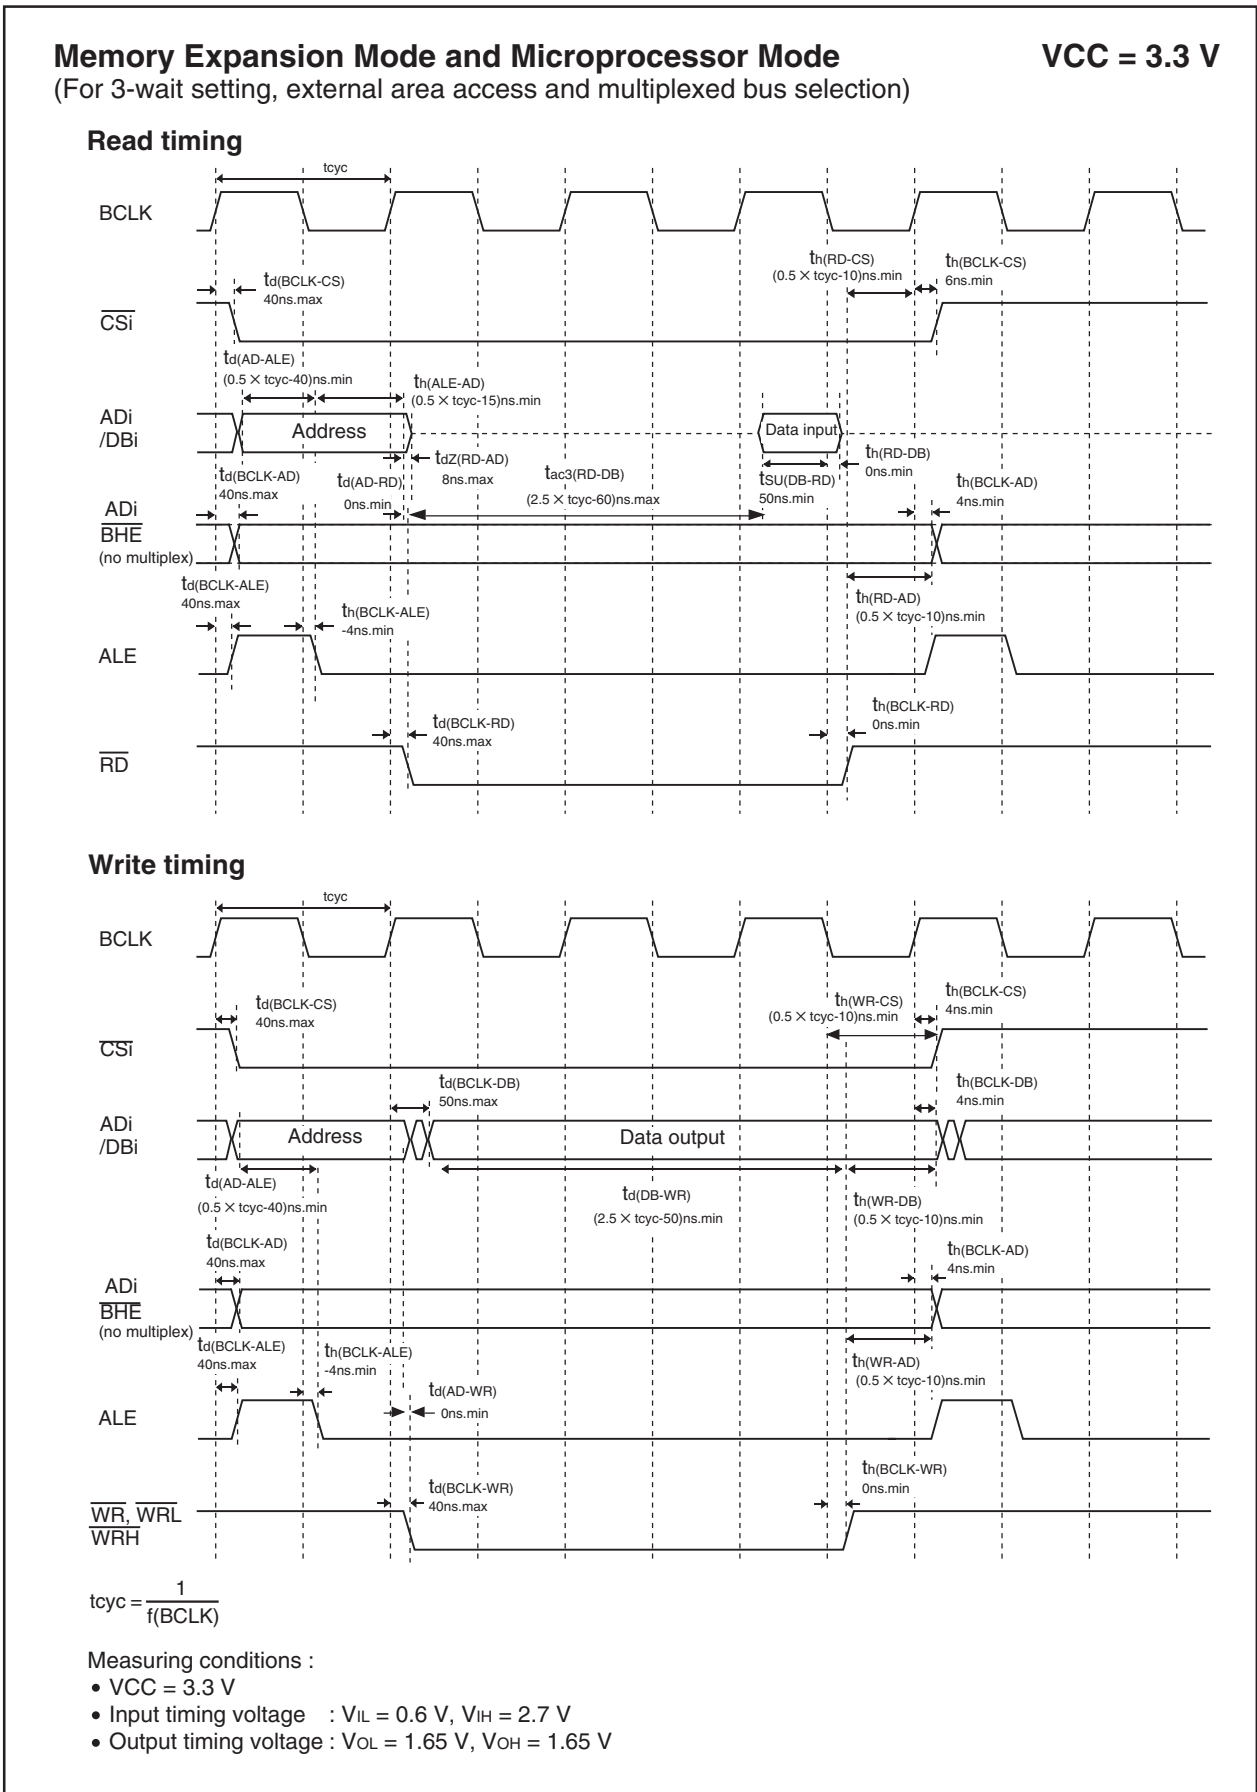 Memory Expansion Mode and Microprocessor Mode VCC = 3.3 V
(For 3-wait setting, external area access and multiplexed bus selection)
Read timing
tcyc
BCLK
th(RD-CS)
(0.5 × tcyc-10)ns.min
th(BCLK-CS)
6ns.min
td(BCLK-CS)
40ns.max
CSi
td(AD-ALE)
(0.5 × tcyc-40)ns.min
th(ALE-AD)
(0.5 × tcyc-15)ns.min
ADi
/DBi
Address
Data input
td(BCLK-AD)
40ns.max
td(AD-RD)
0ns.min
tdZ(RD-AD)
8ns.max
tac3(RD-DB)
(2.5 × tcyc-60)ns.max
tSU(DB-RD)
50ns.min
th(RD-DB)
0ns.min
th(BCLK-AD)
4ns.min
ADi
BHE
(no multiplex)
td(BCLK-ALE)
40ns.max
th(BCLK-ALE)
-4ns.min
th(RD-AD)
(0.5 × tcyc-10)ns.min
ALE
td(BCLK-RD)
40ns.max
th(BCLK-RD)
0ns.min
RD
Write timing
tcyc
BCLK
td(BCLK-CS)
40ns.max
th(WR-CS)
(0.5 × tcyc-10)ns.min
th(BCLK-CS)
4ns.min
CSi
td(BCLK-DB)
50ns.max
th(BCLK-DB)
4ns.min
ADi
/DBi
Address
Data output
td(AD-ALE)
(0.5 × tcyc-40)ns.min
td(DB-WR)
(2.5 × tcyc-50)ns.min
th(WR-DB)
(0.5 × tcyc-10)ns.min
td(BCLK-AD)
40ns.max
th(BCLK-AD)
4ns.min
ADi
BHE
(no multiplex)
td(BCLK-ALE)
40ns.max
th(BCLK-ALE)
-4ns.min
th(WR-AD)
(0.5 × tcyc-10)ns.min
td(AD-WR)
0ns.min
ALE
td(BCLK-WR)
40ns.max
th(BCLK-WR)
0ns.min
WR, WRL
WRH
tcyc = 1
f(BCLK)
Measuring conditions :
• VCC = 3.3 V
• Input timing voltage : VIL = 0.6 V, VIH = 2.7 V
• Output timing voltage : VOL = 1.65 V, VOH = 1.65 V